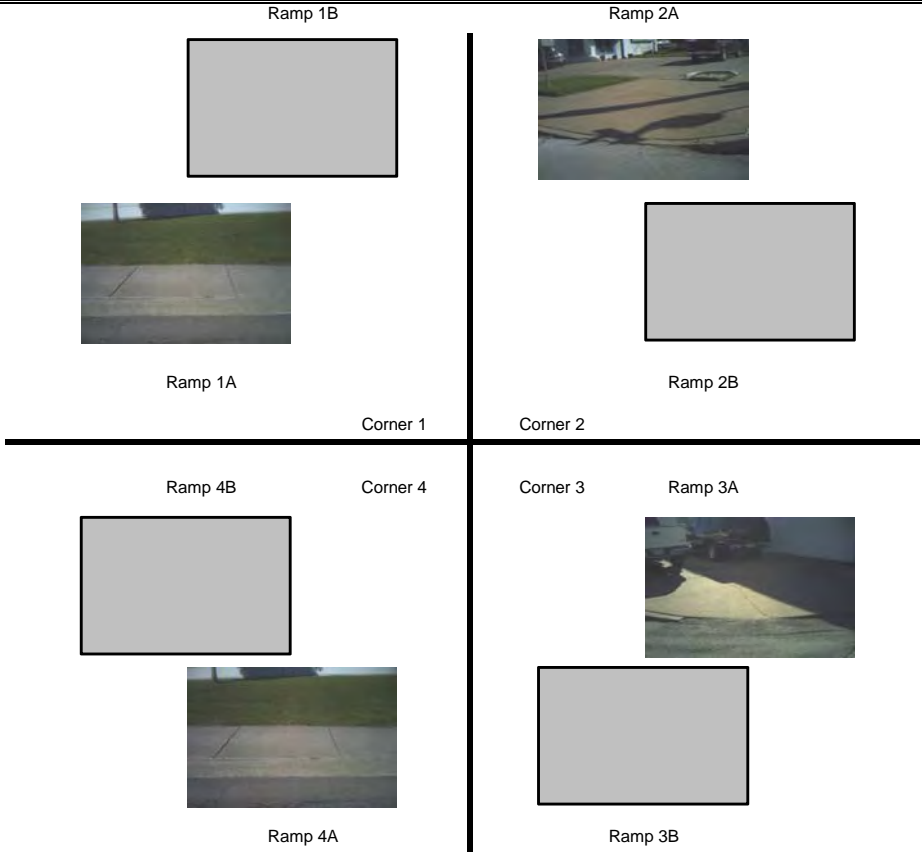 Ramp 1B Ramp 2A
Ramp 1A Ramp 2B
Corner 1 Corner 2
Ramp 4B Corner 4 Corner 3 Ramp 3A
Ramp 4A Ramp 3B